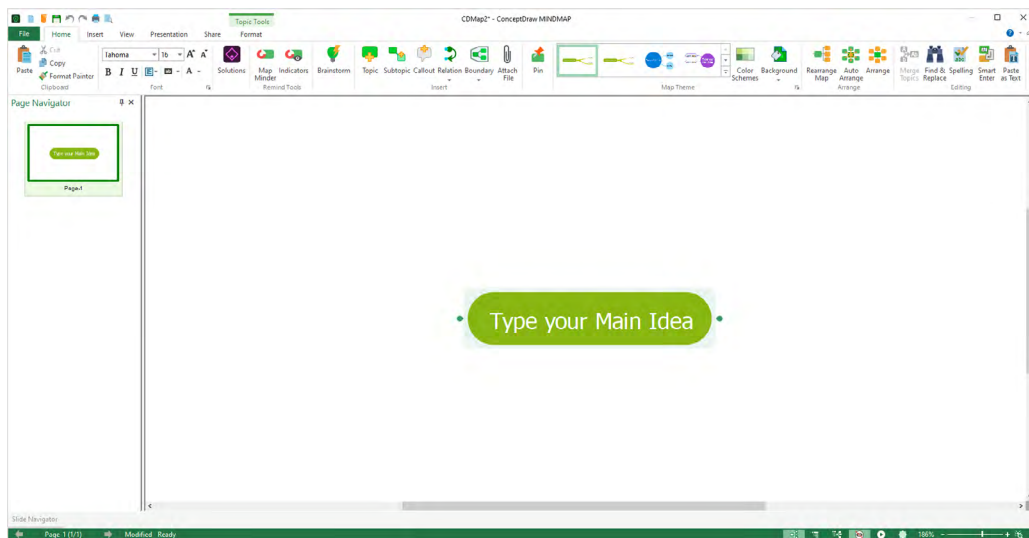 Topic Tools
CDMap2* - ConceptDraw MINDMAP
File Home Insert View Presentation Share Format
Paste
Cut
Copy
Format Painter
Clipboard
Tahoma 16 A A
B I U A
Font
Solutions
Map Minder
Indicators
Remind Tools
Brainstorm
Topic Subtopic Callout Relation Boundary Attach File
Insert
Pin
Map Theme
Color Schemes
Background
Rearrange Map
Auto Arrange
Arrange
Arrange
Merge Topics
Find & Replace
Spelling
Smart Enter
Paste as Text
Editing
Page Navigator
Type your Main Idea
Page1
Type your Main Idea
Slide Navigator
Page 1 (1/1) Modified Ready 186%